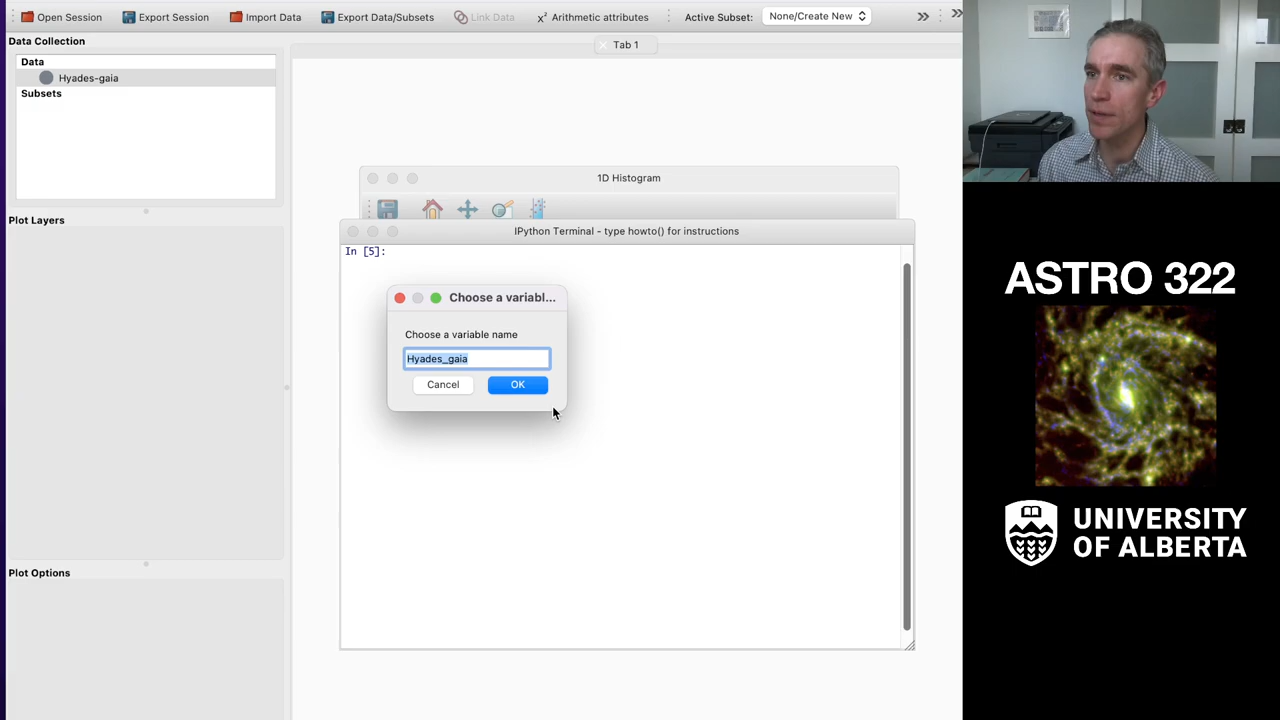 Open Session
Export Session
Import Data
Export Data/Subsets
Link Data
x² Arithmetic attributes
Active Subset:
None/Create New
Data Collection
Data
Hyades-gaia
Subsets
Plot Layers
Plot Options
Tab 1
1D Histogram
IPython Terminal - type howto() for instructions
In [5]:
Choose a variabl...
Choose a variable name
Hyades_gaia
Cancel
OK
ASTRO 322
UNIVERSITY
OF ALBERTA